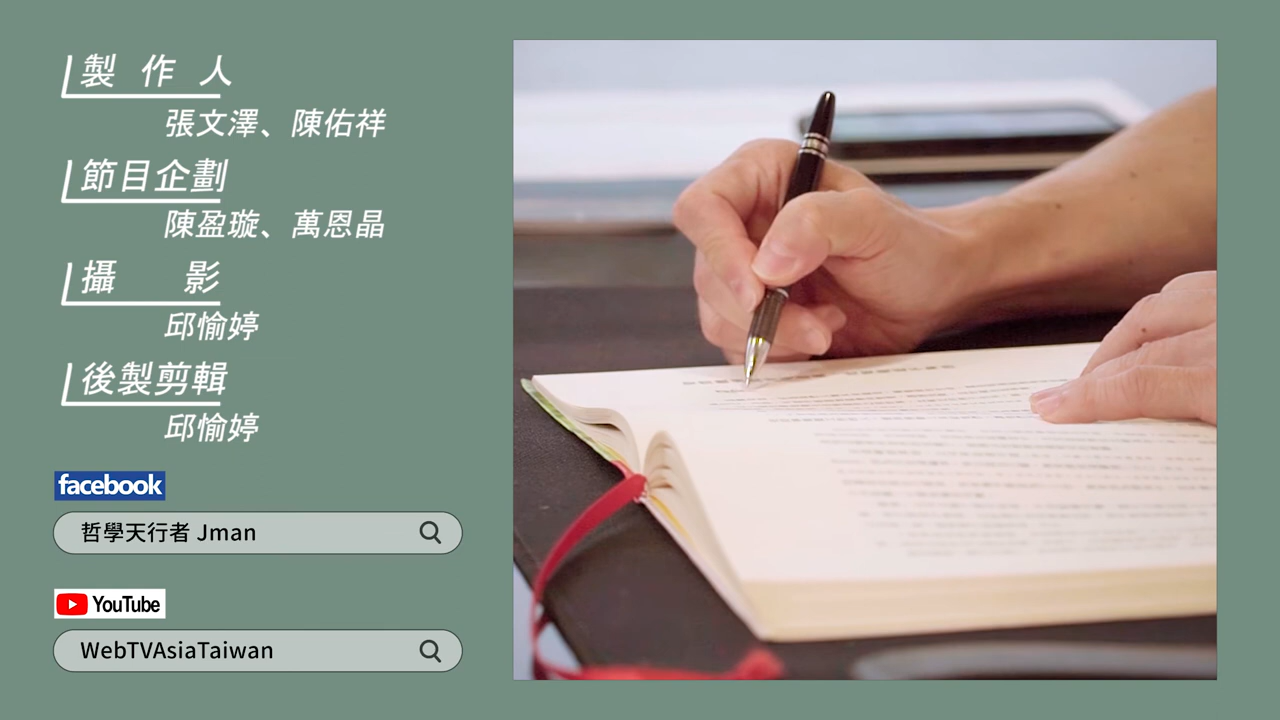 製作人
張文澤、陳佑祥
節目企劃
陳盈璇、萬恩晶
攝影
邱愉婷
後製剪輯
邱愉婷
facebook
哲學天行者 Jman
YouTube
WebTVAsiaTaiwan